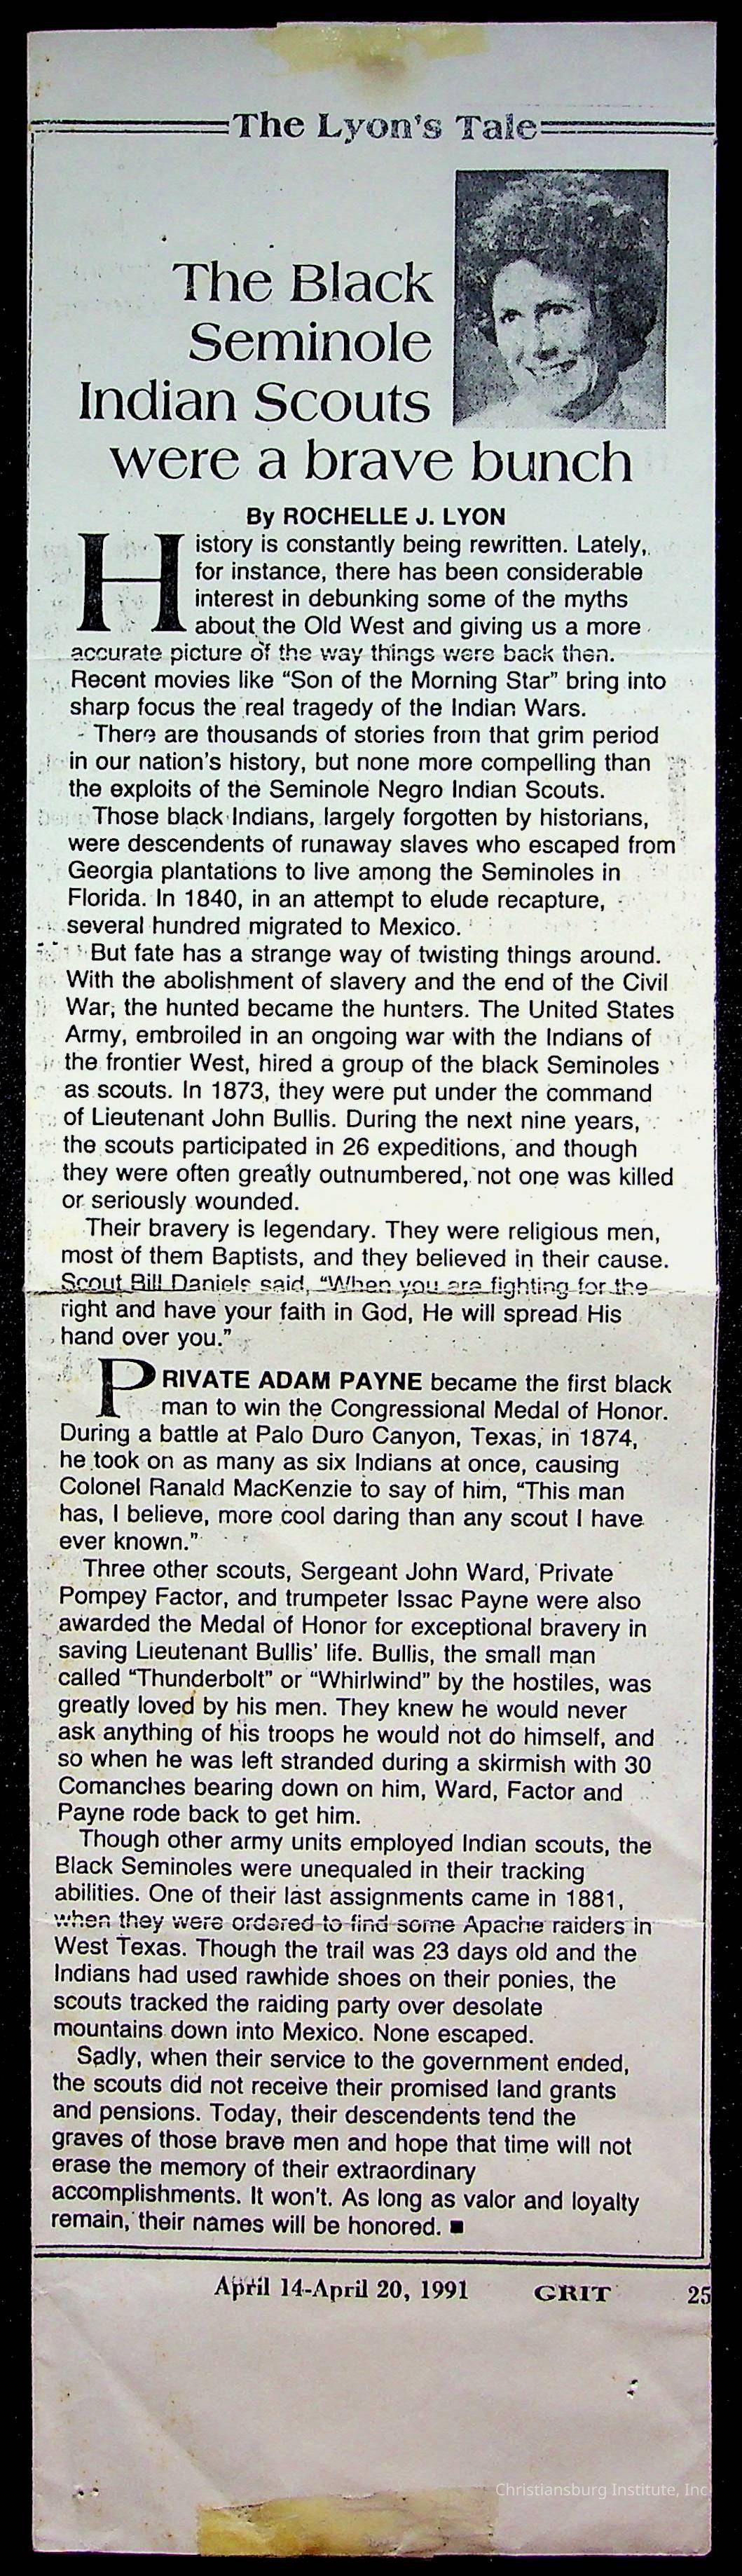 The Lyon's Tale
The Black
Seminole
Indian Scouts
were a brave bunch
By ROCHELLE J. LYON
History is constantly being rewritten. Lately,
for instance, there has been considerable
interest in debunking some of the myths
about the Old West and giving us a more
accurate picture of the way things were back then.
Recent movies like “Son of the Morning Star” bring into
sharp focus the real tragedy of the Indian Wars.
There are thousands of stories from that grim period
in our nation's history, but none more compelling than
the exploits of the Seminole Negro Indian Scouts.
Those black Indians, largely forgotten by historians,
were descendents of runaway slaves who escaped from
Georgia plantations to live among the Seminoles in
Florida. In 1840, in an attempt to elude recapture,
several hundred migrated to Mexico.
But fate has a strange way of twisting things around.
With the abolishment of slavery and the end of the Civil
War, the hunted became the hunters. The United States
Army, embroiled in an ongoing war with the Indians of
the frontier West, hired a group of the black Seminoles
as scouts. In 1873, they were put under the command
of Lieutenant John Bullis. During the next nine years,
the scouts participated in 26 expeditions, and though
they were often greatly outnumbered, not one was killed
or seriously wounded.
Their bravery is legendary. They were religious men,
most of them Baptists, and they believed in their cause.
Scout Bill Daniels said, “When you are fighting for the
right and have your faith in God, He will spread His
hand over you.”
PRIVATE ADAM PAYNE became the first black
man to win the Congressional Medal of Honor.
During a battle at Palo Duro Canyon, Texas, in 1874,
he took on as many as six Indians at once, causing
Colonel Ranald MacKenzie to say of him, “This man
has, I believe, more cool daring than any scout I have
ever known.”
Three other scouts, Sergeant John Ward, Private
Pompey Factor, and trumpeter Issac Payne were also
awarded the Medal of Honor for exceptional bravery in
saving Lieutenant Bullis' life. Bullis, the small man
called “Thunderbolt” or “Whirlwind” by the hostiles, was
greatly loved by his men. They knew he would never
ask anything of his troops he would not do himself, and
so when he was left stranded during a skirmish with 30
Comanches bearing down on him, Ward, Factor and
Payne rode back to get him.
Though other army units employed Indian scouts, the
Black Seminoles were unequaled in their tracking
abilities. One of their last assignments came in 1881,
when they were ordered to find some Apache raiders in
West Texas. Though the trail was 23 days old and the
Indians had used rawhide shoes on their ponies, the
scouts tracked the raiding party over desolate
mountains down into Mexico. None escaped.
Sadly, when their service to the government ended,
the scouts did not receive their promised land grants
and pensions. Today, their descendents tend the
graves of those brave men and hope that time will not
erase the memory of their extraordinary
accomplishments. It won't. As long as valor and loyalty
remain, their names will be honored. ■
April 14-April 20, 1991 GRIT 25
Christiansburg Institute, Inc